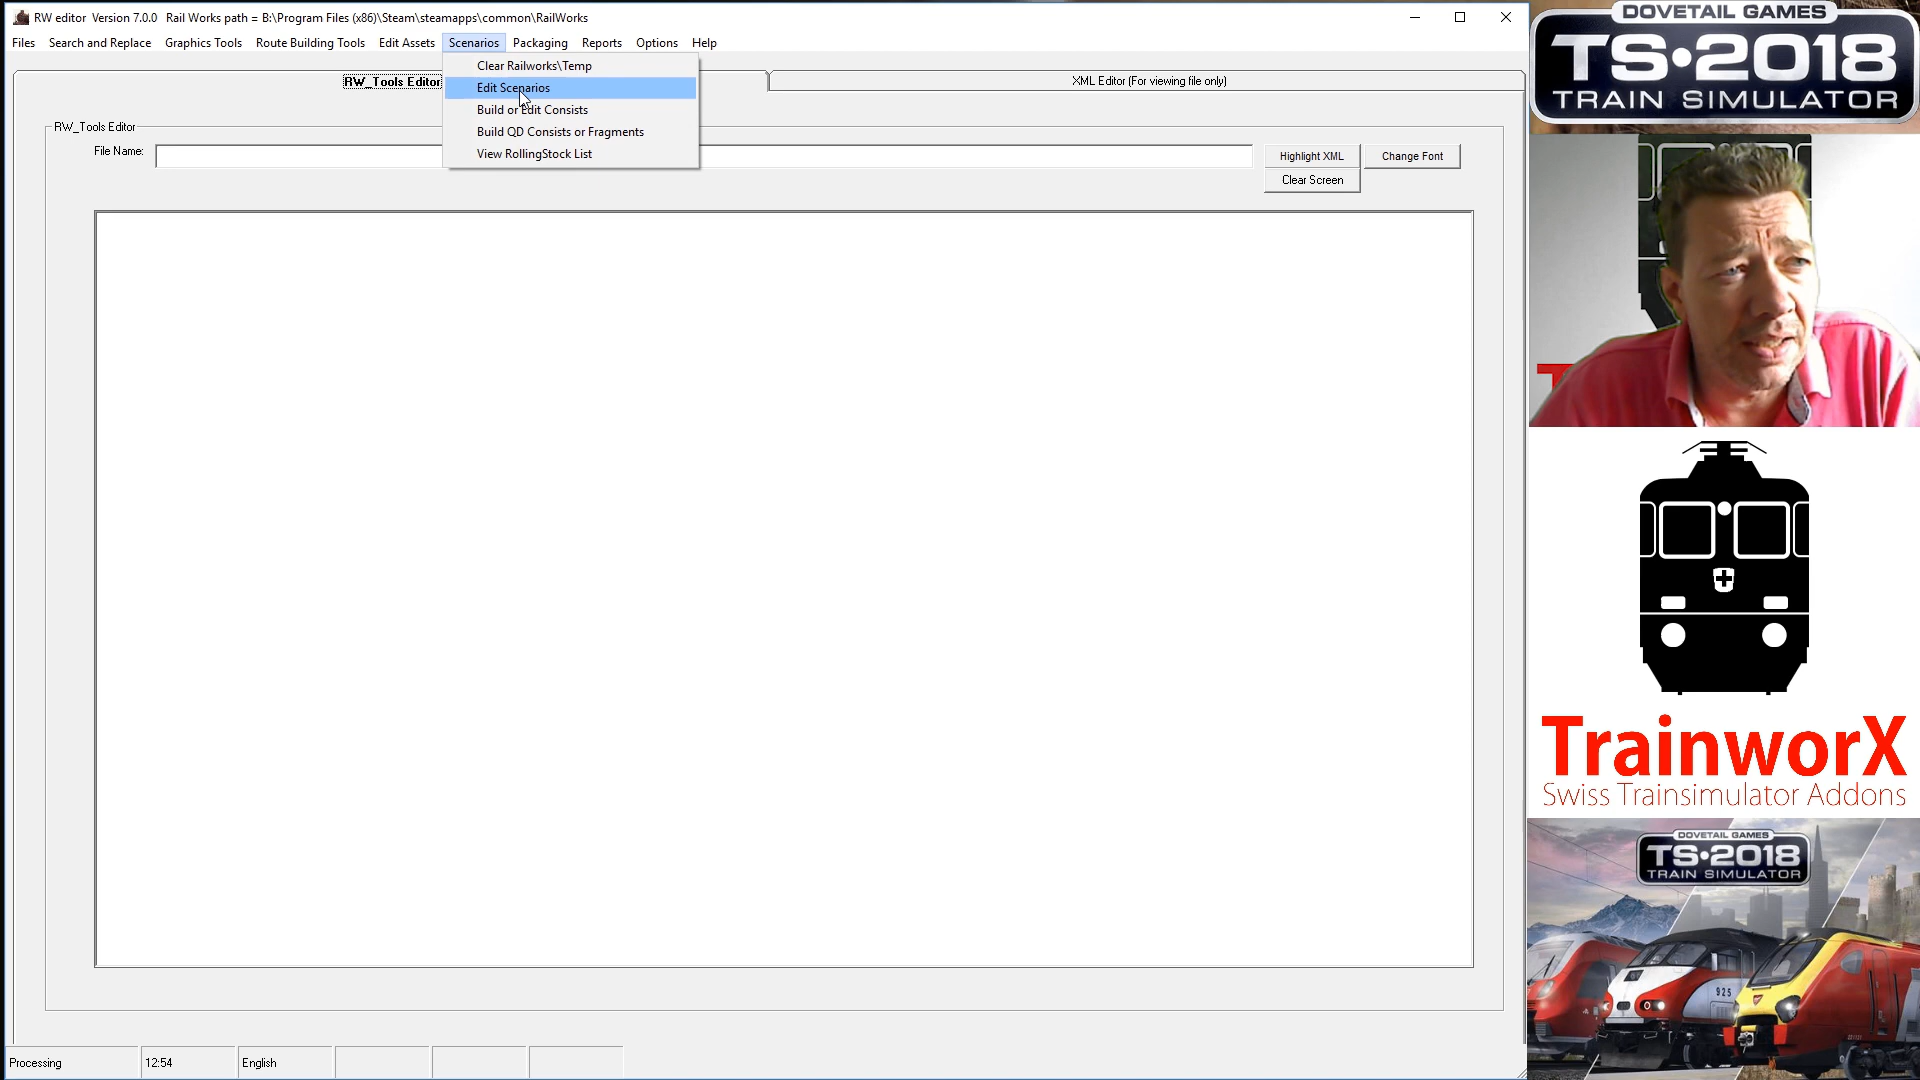 RW editor Version 7.0.0 Rail Works path = B:\Program Files (x86)\Steam\steamapps\common\RailWorks
Files Search and Replace Graphics Tools Route Building Tools Edit Assets Scenarios Packaging Reports Options Help
Clear Railworks\Temp
Edit Scenarios
Build or Edit Consists
Build QD Consists or Fragments
View RollingStock List
RW_Tools Editor
XML Editor (For viewing file only)
RW_Tools Editor
File Name:
Highlight XML
Change Font
Clear Screen
Processing
12:54
English
DOVETAIL GAMES
TS•2018
TRAIN SIMULATOR
TrainworX
Swiss Trainsimulator Addons
DOVETAIL GAMES
TS•2018
TRAIN SIMULATOR
925